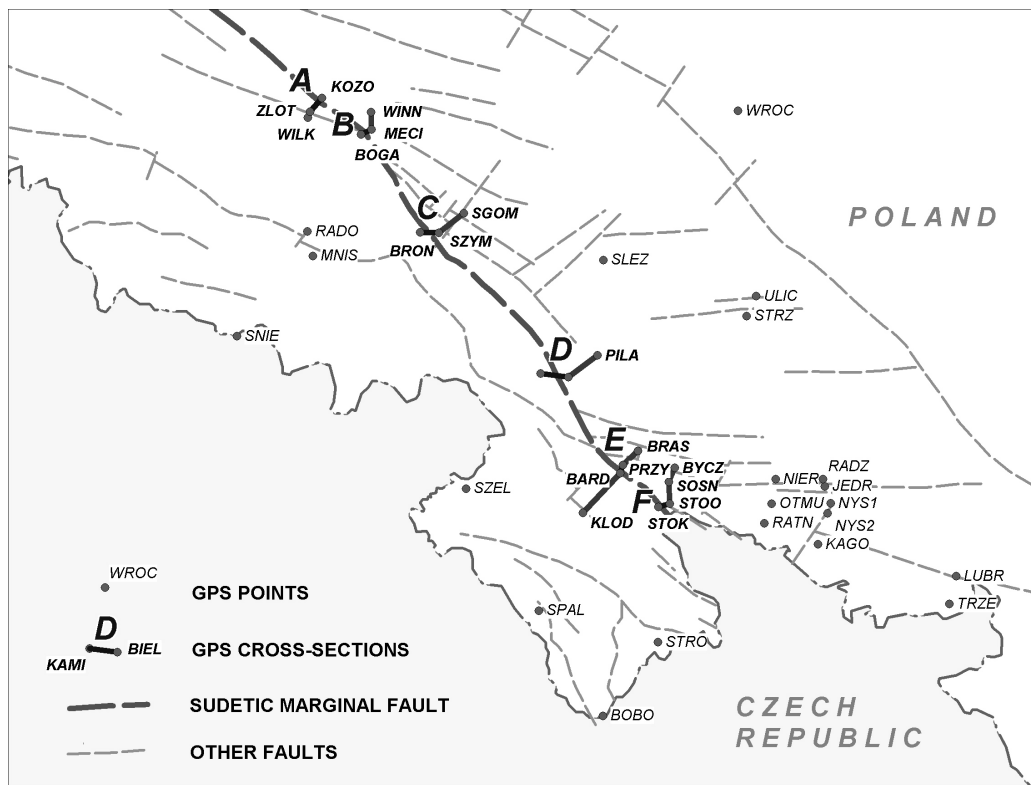 A
KOZO
ZLOT
WINN
WROC
WILK
B
MECI
BOGA
C
SGOM
POLAND
RADO
BRON
SZYM
MNIS
SLEZ
ULIC
STRZ
SNIE
D
PILA
E
BRAS
BARD
PRZY
BYCZ
RADZ
SZEL
SOSN
NIER
JEDR
F
STOO
OTMU
NYS1
KLOD
STOK
RATN
NYS2
KAGO
WROC
LUBR
GPS POINTS
SPAL
TRZE
D
STRO
KAMI
BIEL
GPS CROSS-SECTIONS
SUDETIC MARGINAL FAULT
BOBO
CZECH
REPUBLIC
OTHER FAULTS